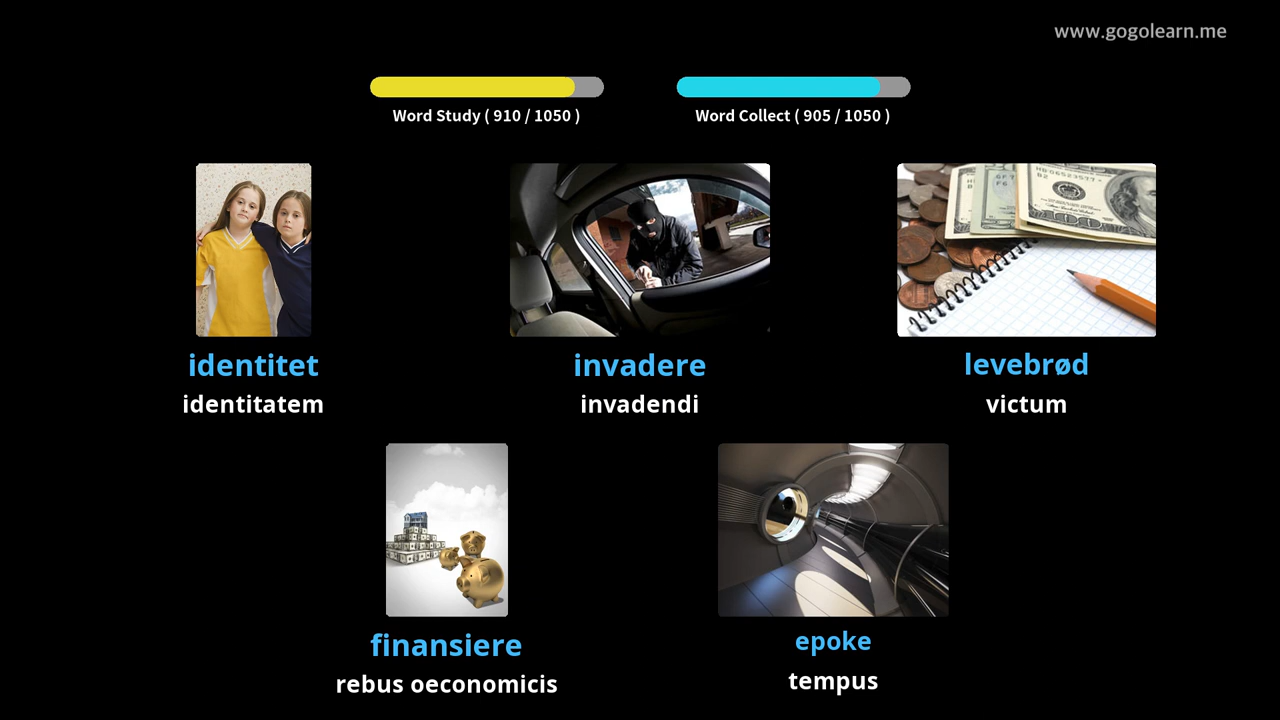 www.gogolearn.me
Word Study ( 910 / 1050 )
Word Collect ( 905 / 1050 )
identitet
identitatem
invadere
invadendi
levebrød
victum
finansiere
rebus oeconomicis
epoke
tempus